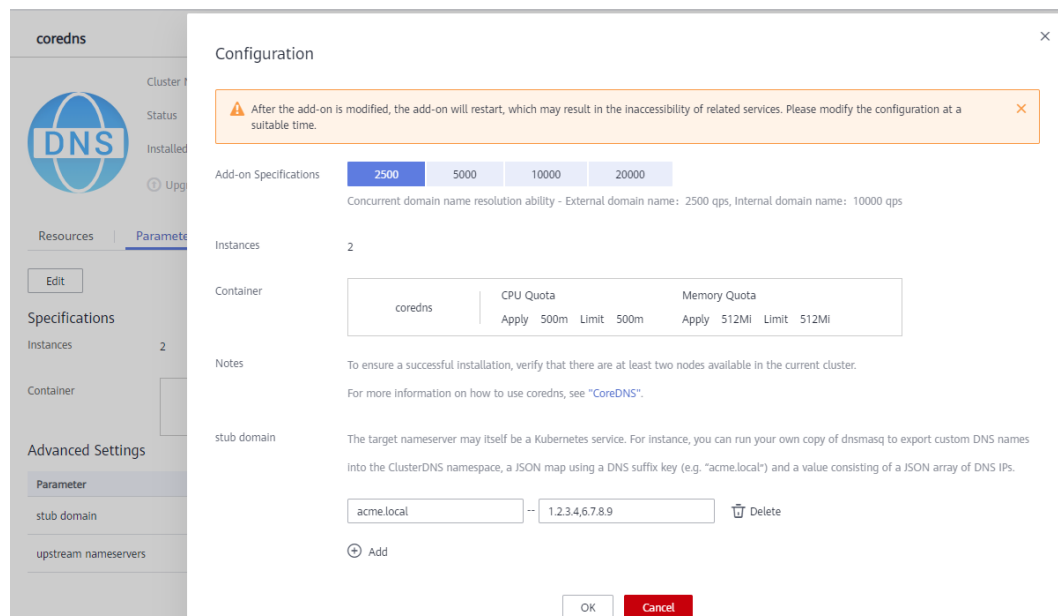 coredns
Cluster
DNS
Status
Installed
Resources
Edit
Specifications
Instances 2
Container
Advanced Settings
Parameter
stub domain
upstream nameservers
Configuration
After the add-on is modified, the add-on will restart, which may result in the inaccessibility of related services. Please modify the configuration at a
suitable time.
Add-on Specifications 2500 5000 10000 20000
Concurrent domain name resolution ability - External domain name: 2500 qps, Internal domain name: 10000 qps
Instances 2
Container coredns CPU Quota Memory Quota
Apply 500m Limit 500m Apply 512Mi Limit 512Mi
Notes To ensure a successful installation, verify that there are at least two nodes available in the current cluster.
For more information on how to use coredns, see "CoreDNS".
stub domain The target nameserver may itself be a Kubernetes service. For instance, you can run your own copy of dnsmasq to export custom DNS names
into the ClusterDNS namespace, a JSON map using a DNS suffix key (e.g. "acme.local") and a value consisting of a JSON array of DNS IPs.
acme.local -- 1.2.3.4,6.7.8.9 Delete
Add
OK Cancel